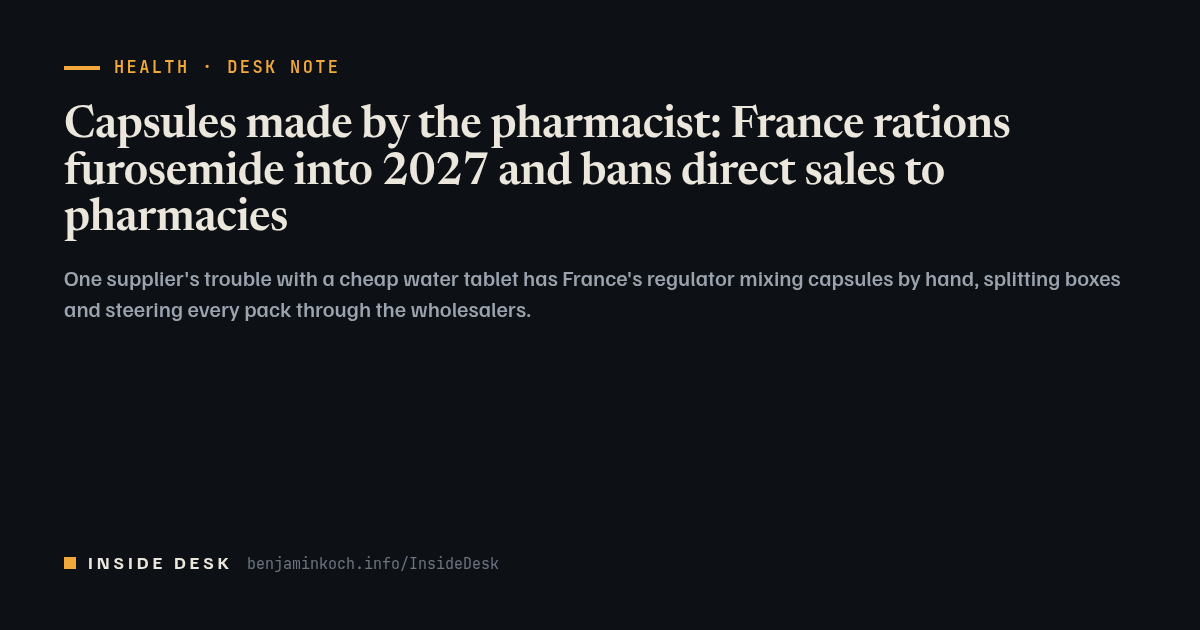 HEALTH · DESK NOTE
Capsules made by the pharmacist: France rations
furosemide into 2027 and bans direct sales to
pharmacies
One supplier's trouble with a cheap water tablet has France's regulator mixing capsules by hand, splitting boxes
and steering every pack through the wholesalers.
INSIDE DESK benjaminkoch.info/InsideDesk